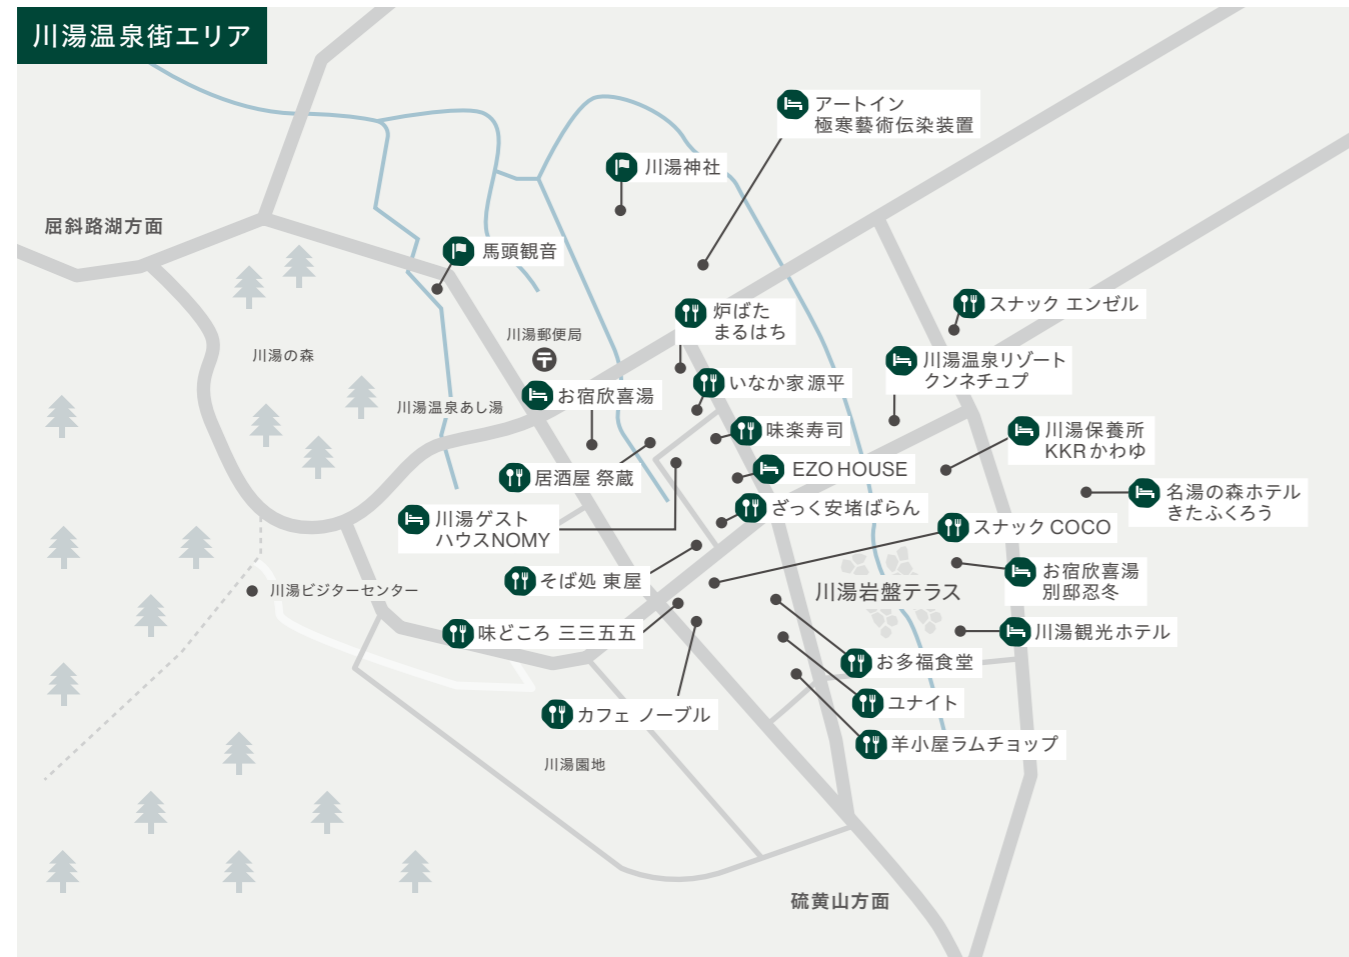 川湯温泉街エリア
アートイン
極寒藝術伝染装置
川湯神社
屈斜路湖方面
馬頭観音
炉ばた
まるはち
スナック エンゼル
川湯郵便局
川湯の森
川湯温泉リゾート
クンネチュプ
いなか家 源平
お宿欣喜湯
川湯温泉あし湯
味楽寿司
川湯保養所
KKRかわゆ
EZO HOUSE
居酒屋 祭蔵
名湯の森ホテル
きたふくろう
川湯ゲスト
ハウスNOMY
ざっく安堵ばらん
スナック COCO
そば処 東屋
お宿欣喜湯
別邸忍冬
川湯ビジターセンター
川湯岩盤テラス
味どころ 三三五五
川湯観光ホテル
お多福食堂
カフェ ノーブル
ユナイト
羊小屋ラムチョップ
川湯園地
硫黄山方面